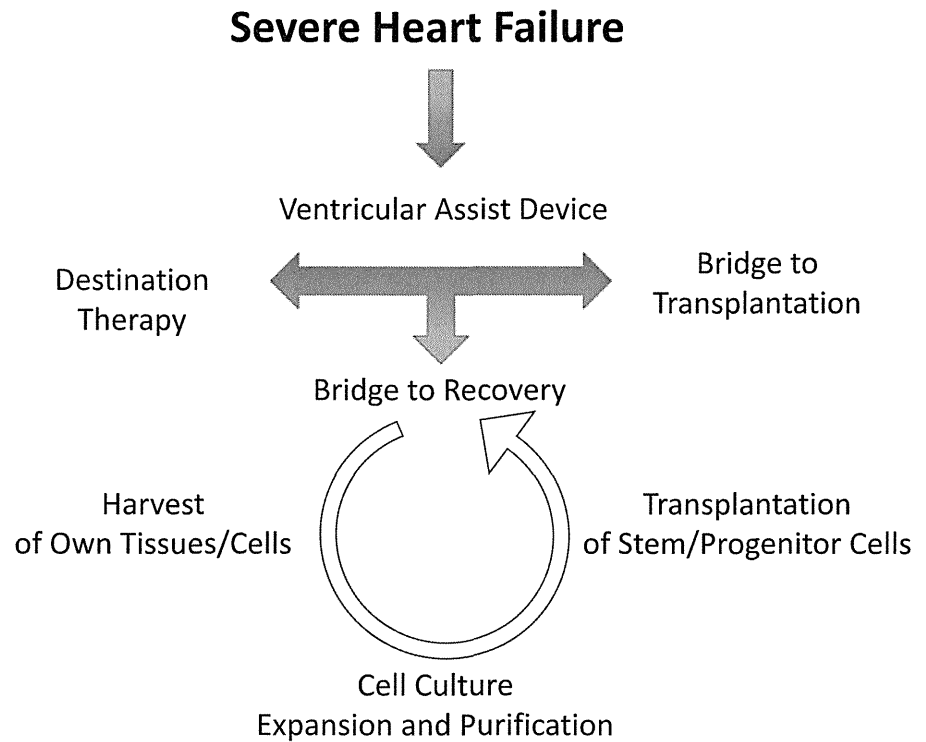 Severe Heart Failure
Ventricular Assist Device
Destination
Therapy
Bridge to
Transplantation
Bridge to Recovery
Harvest
of Own Tissues/Cells
Transplantation
of Stem/Progenitor Cells
Cell Culture
Expansion and Purification